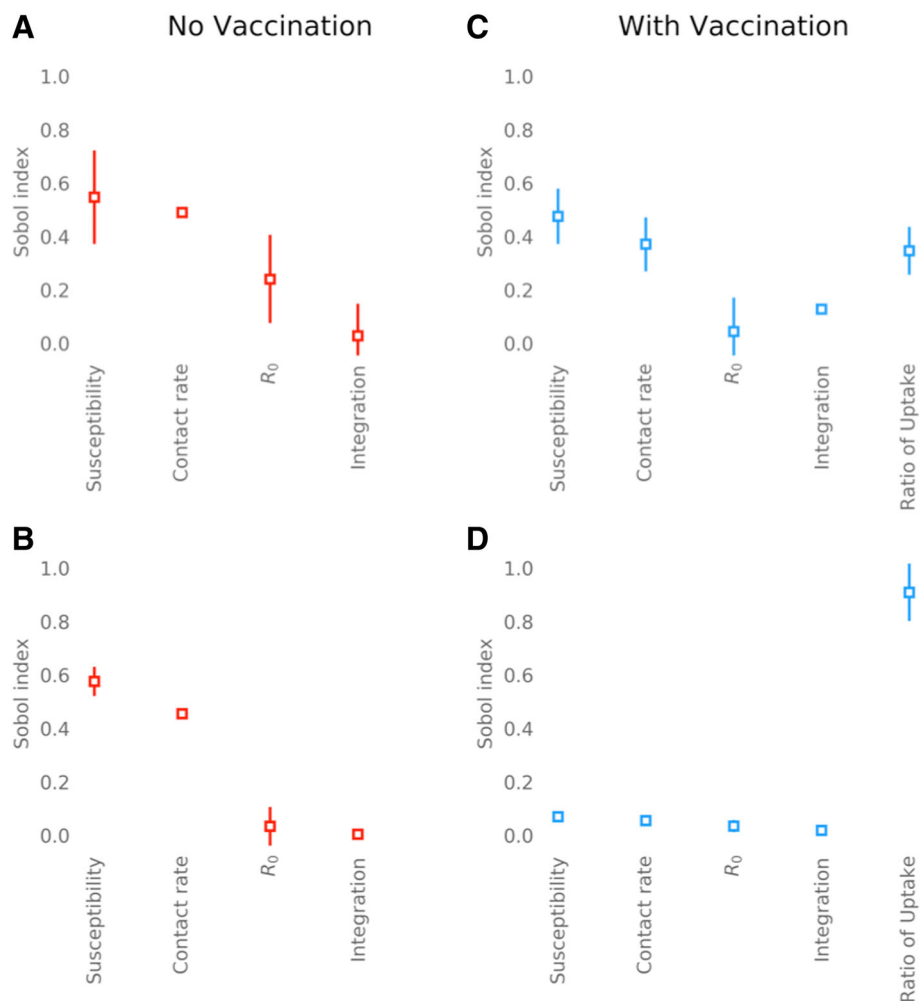 A
No Vaccination
1.0
0.8
0.6
0.4
0.2
0.0
Sobol index
Susceptibility
Contact rate
R0
Integration
C
With Vaccination
1.0
0.8
0.6
0.4
0.2
0.0
Sobol index
Susceptibility
Contact rate
R0
Integration
Ratio of Uptake
B
1.0
0.8
0.6
0.4
0.2
0.0
Sobol index
Susceptibility
Contact rate
R0
Integration
D
1.0
0.8
0.6
0.4
0.2
0.0
Sobol index
Susceptibility
Contact rate
R0
Integration
Ratio of Uptake